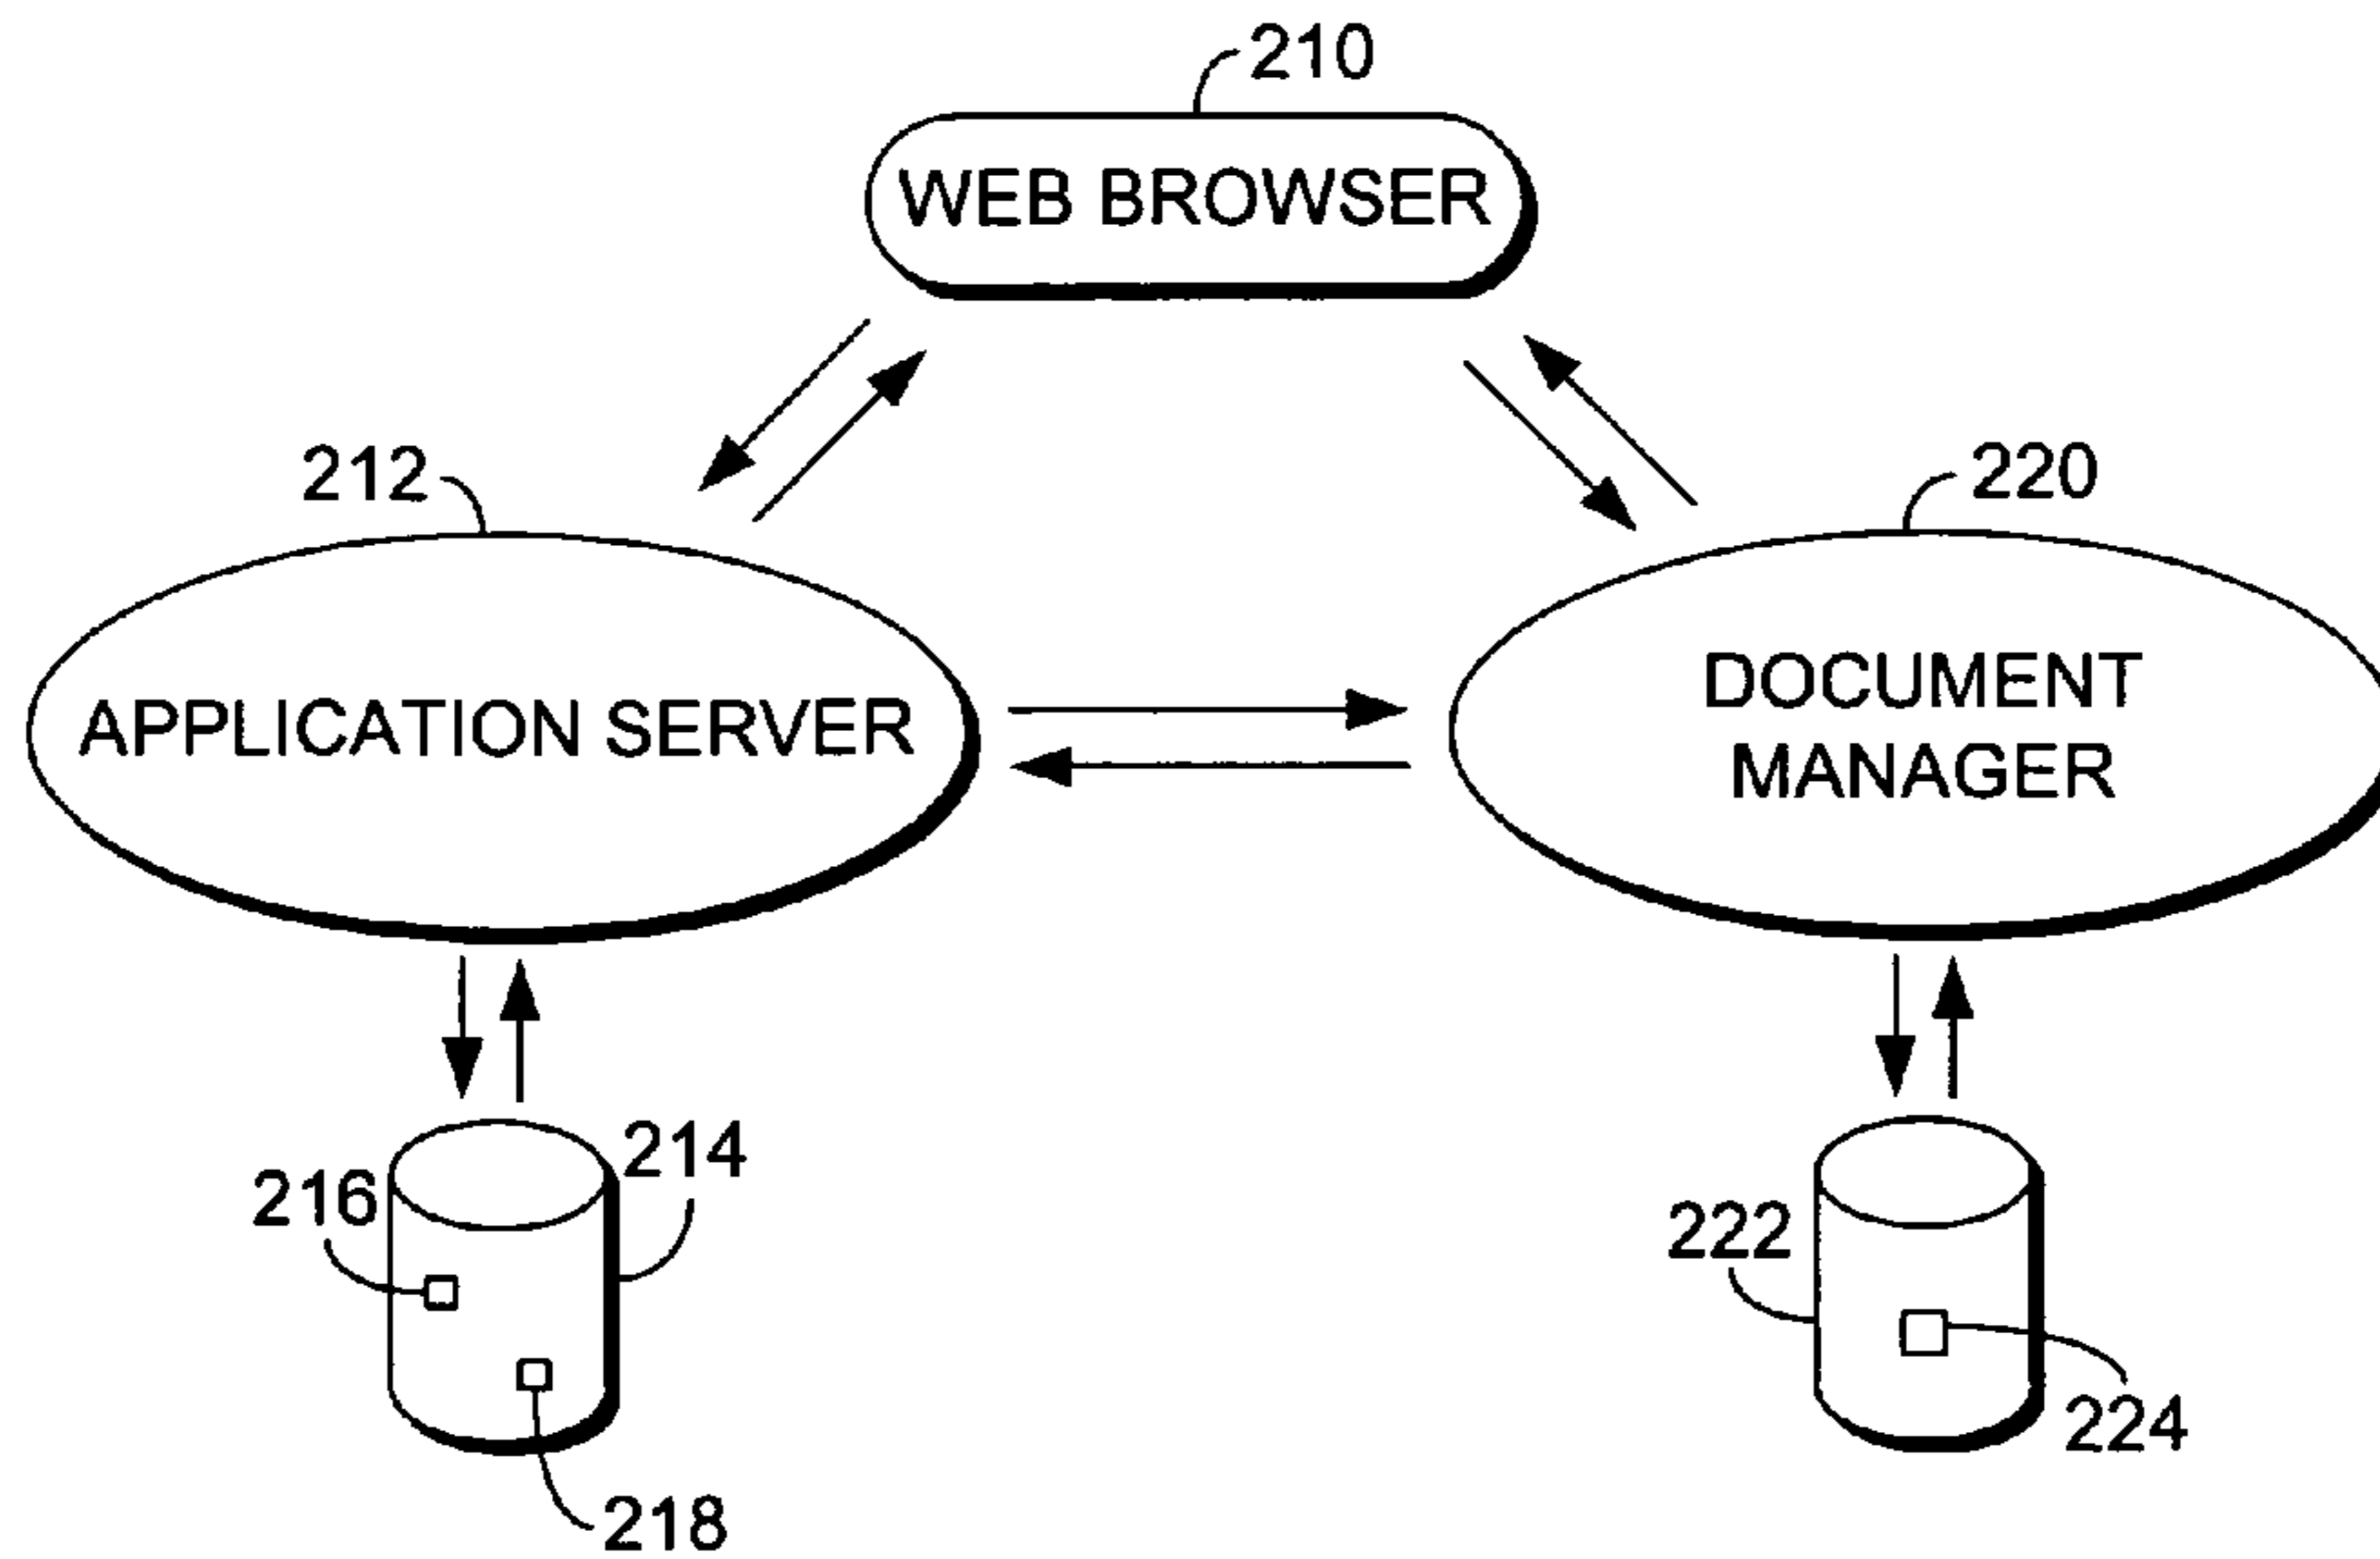 210
WEB BROWSER
212
220
APPLICATION SERVER
DOCUMENT
MANAGER
214
216
222
224
218